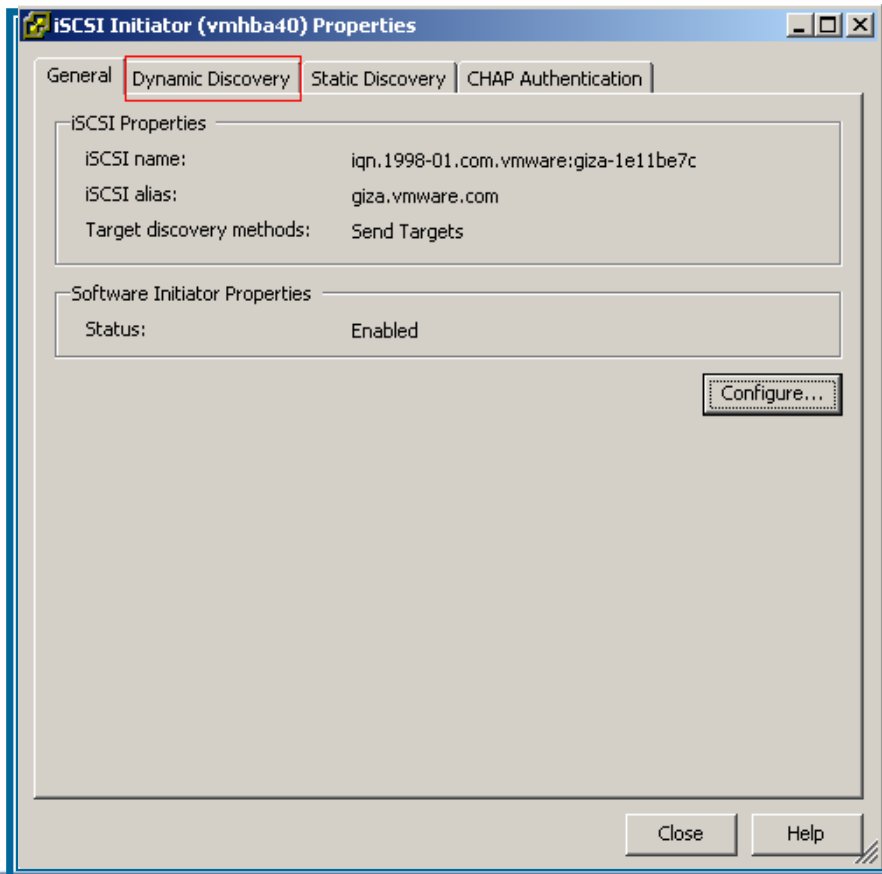 iSCSI Initiator (vmhba40) Properties
General Dynamic Discovery Static Discovery CHAP Authentication
iSCSI Properties
iSCSI name: iqn.1998-01.com.vmware:giza-1e11be7c
iSCSI alias: giza.vmware.com
Target discovery methods: Send Targets
Software Initiator Properties
Status: Enabled
Configure...
Close Help